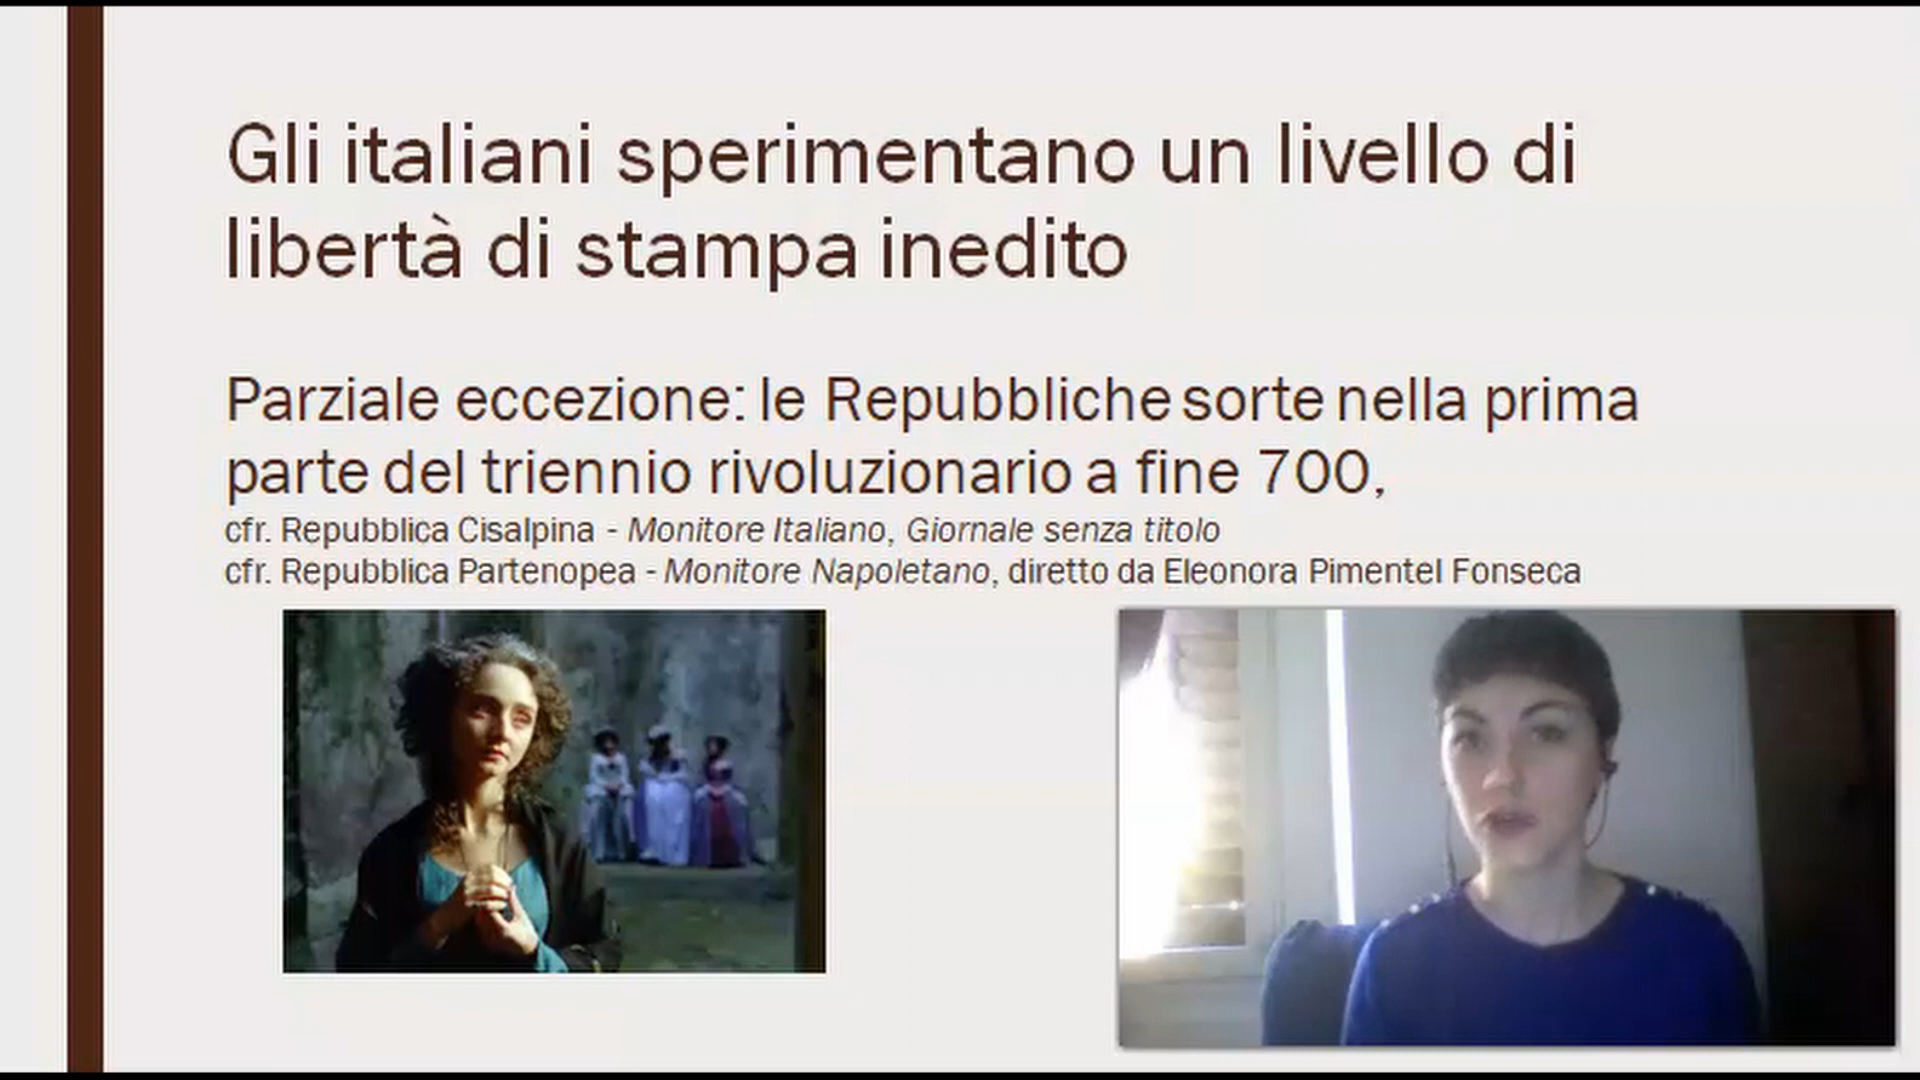 Gli italiani sperimentano un livello di
libertà di stampa inedito
Parziale eccezione: le Repubbliche sorte nella prima
parte del triennio rivoluzionario a fine 700,
cfr. Repubblica Cisalpina - Monitore Italiano, Giornale senza titolo
cfr. Repubblica Partenopea - Monitore Napoletano, diretto da Eleonora Pimentel Fonseca